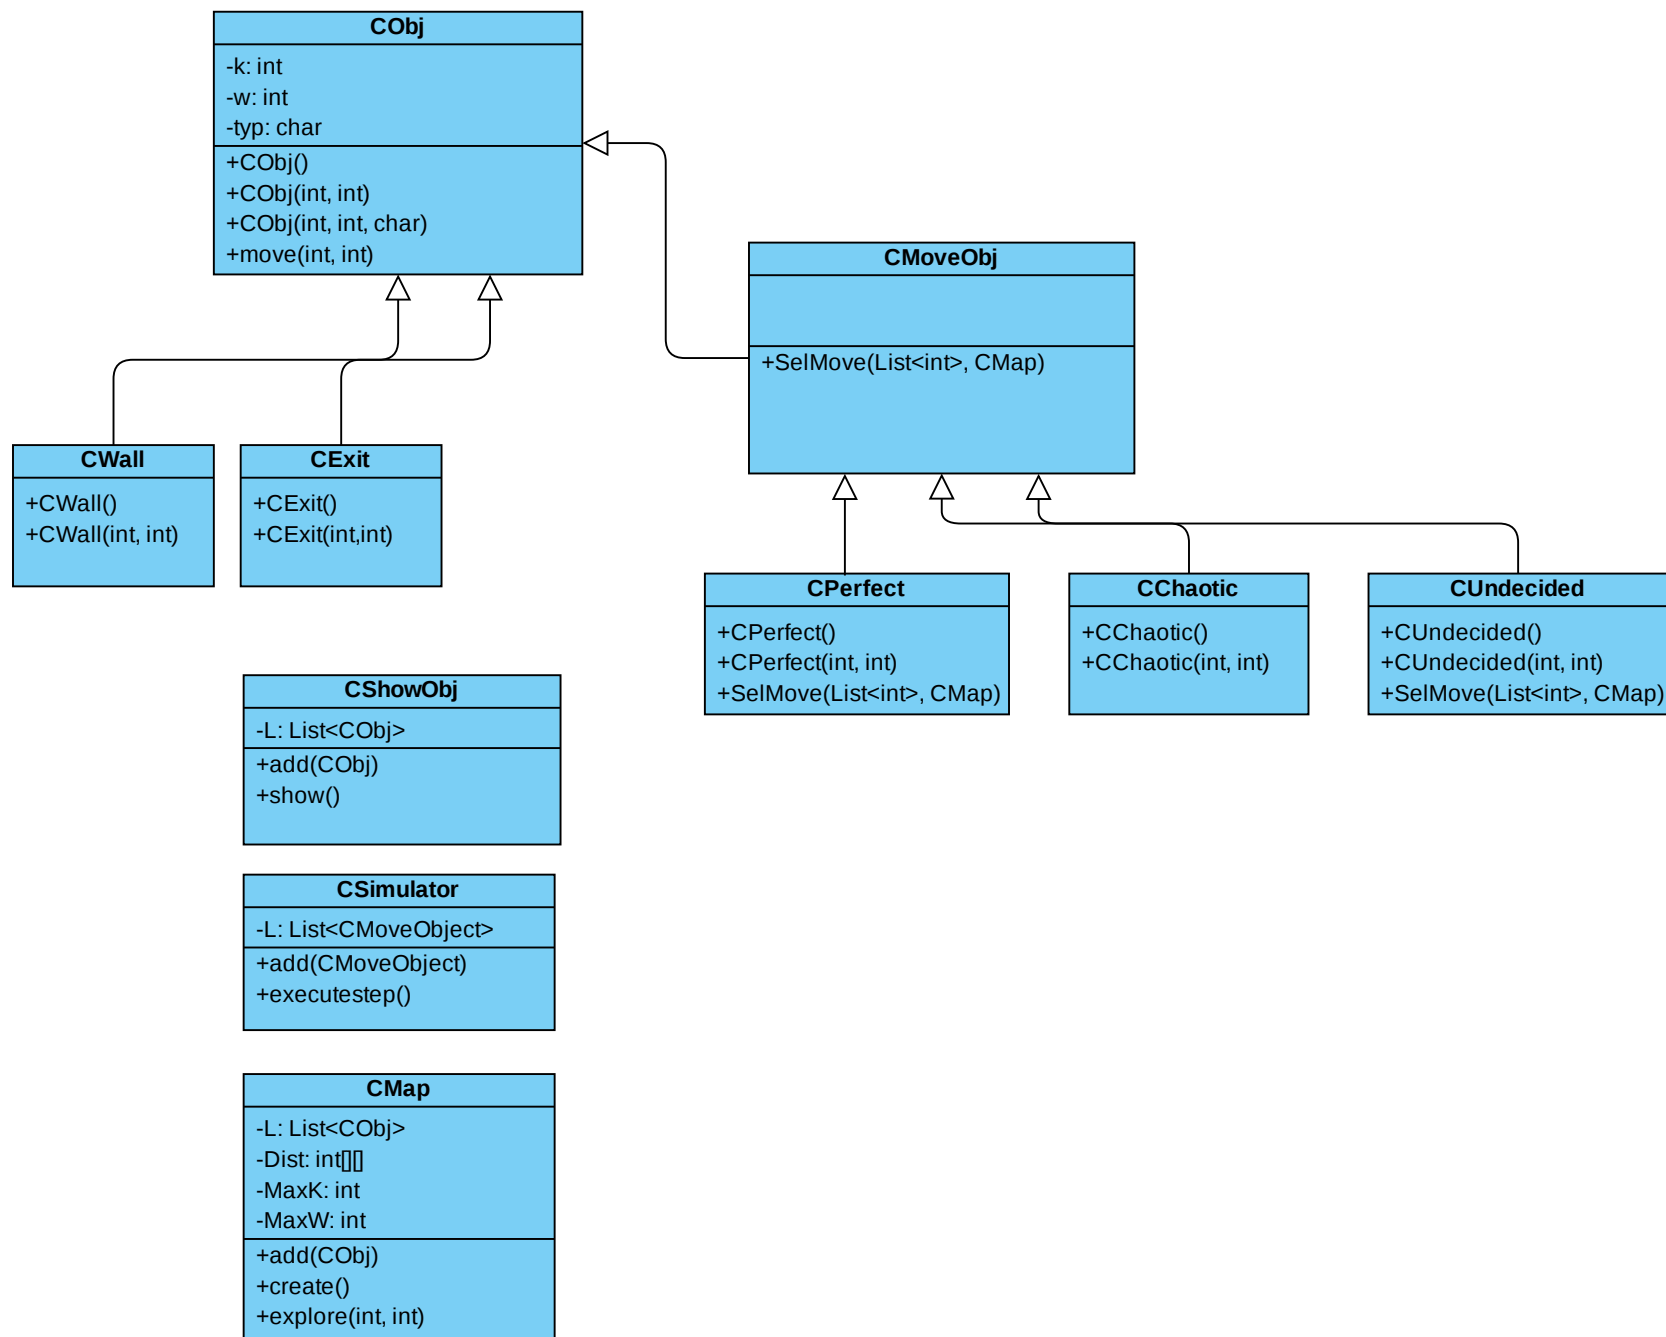 CObj
-k: int
-w: int
-typ: char
+CObj()
+CObj(int, int)
+CObj(int, int, char)
+move(int, int)
CMoveObj
+SelMove(List<int>, CMap)
CWall
+CWall()
+CWall(int, int)
CExit
+CExit()
+CExit(int,int)
CPerfect
+CPerfect()
+CPerfect(int, int)
+SelMove(List<int>, CMap)
CChaotic
+CChaotic()
+CChaotic(int, int)
CUndecided
+CUndecided()
+CUndecided(int, int)
+SelMove(List<int>, CMap)
CShowObj
-L: List<CObj>
+add(CObj)
+show()
CSimulator
-L: List<CMoveObject>
+add(CMoveObject)
+executestep()
CMap
-L: List<CObj>
-Dist: int[][]
-MaxK: int
-MaxW: int
+add(CObj)
+create()
+explore(int, int)